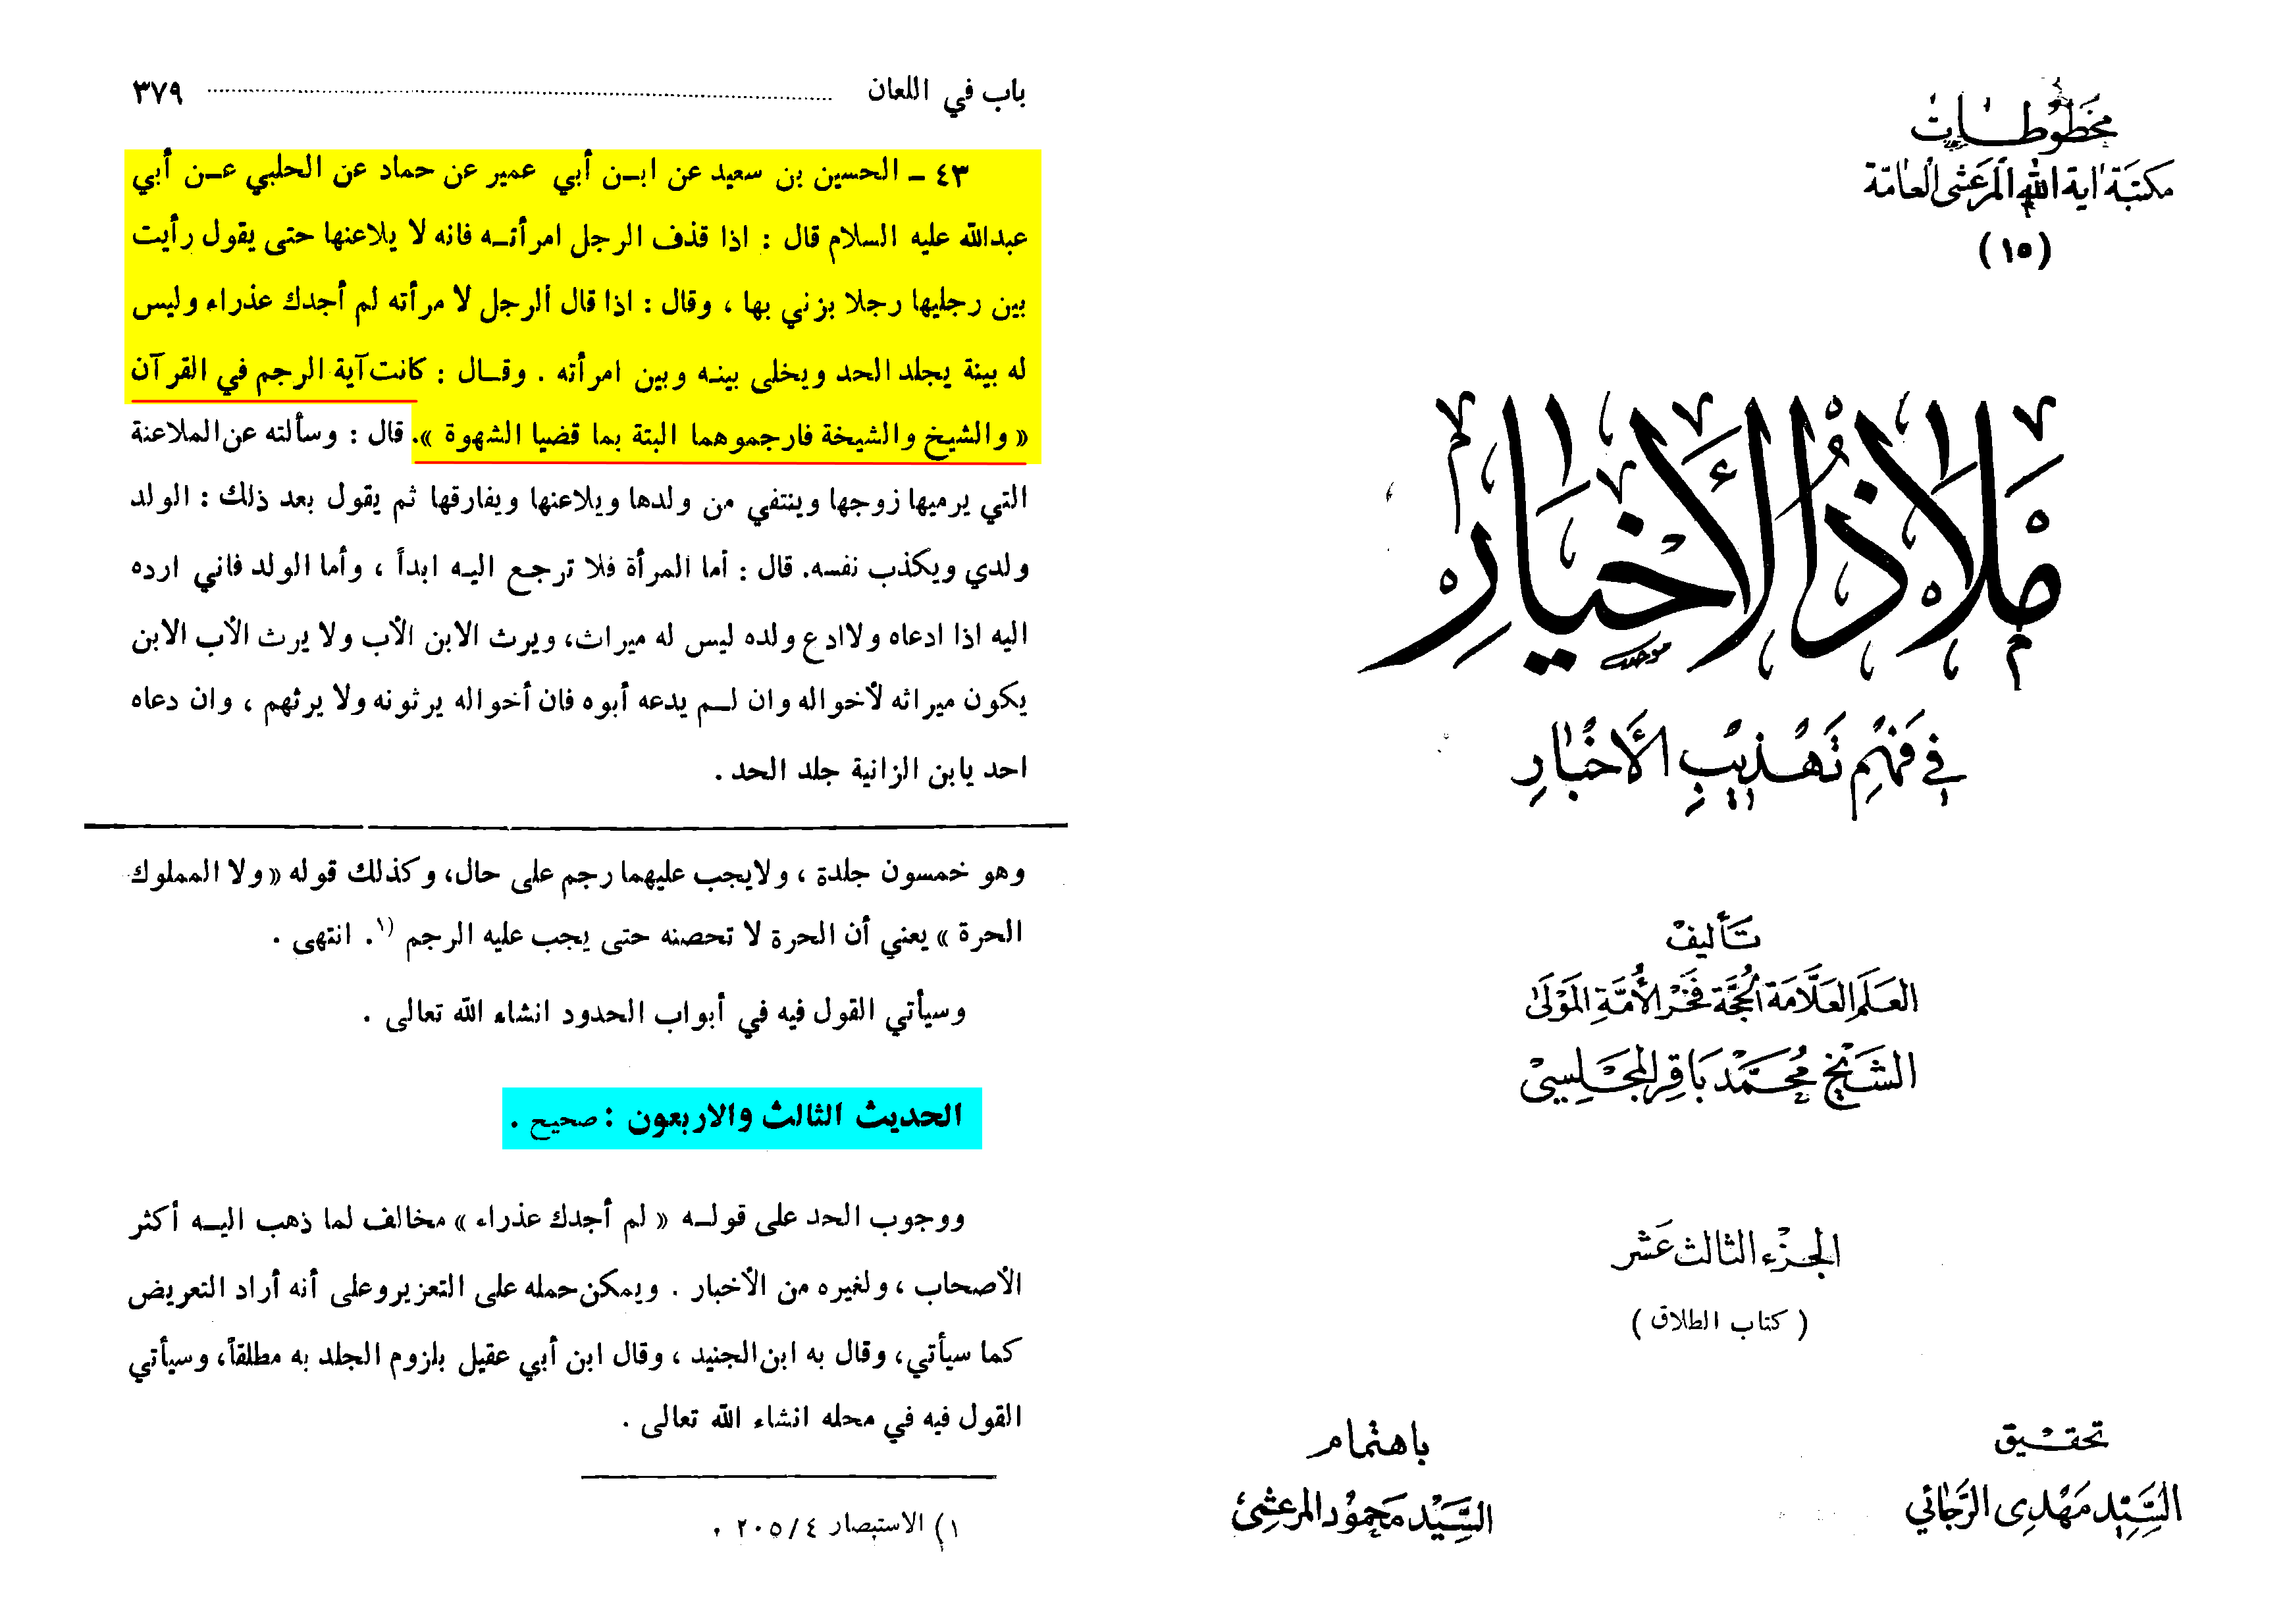 مخطوطات
مكتبة آية الله المرعشي العامة
(١٥)
ملاذ الأخيار
في فهم تهذيب الأخبار
تأليف
العلم العلامة الحجة فخر الأمة المولى
الشيخ محمد باقر المجلسي
الجزء الثالث عشر
( كتاب الطلاق )
تحقيق
السيد مهدي الرجائي
باهتمام
السيد محمود المرعشي
باب في اللعان ........ ٣٧٩
٤٣ ـ الحسين بن سعيد عن ابـن أبي عمير عن حماد عن الحلبي عـن أبي
عبدالله عليه السلام قال : اذا قذف الرجل امرأتـه فانه لا يلاعنها حتى يقول رأيت
بين رجليها رجلا يزني بها ، وقال : اذا قال الرجل لا مرأته لم أجدك عذراء وليس
له بينة يجلد الحد ويخلى بينـه وبين امرأته . وقـال : كانت آية الرجم في القرآن
« والشيخ والشيخة فارجموهما البتة بما قضيا الشهوة ». قال : وسألته عن الملاعنة
التي يرميها زوجها وينتفي من ولدها ويلاعنها ويفارقها ثم يقول بعد ذلك : الولد
ولدي ويكذب نفسه. قال : أما المرأة فلا ترجع اليـه ابداً ، وأما الولد فاني ارده
اليه اذا ادعاه ولاادع ولده ليس له ميراث، ويرث الابن الأب ولا يرث الأب الابن
يكون ميراثه لأخواله وان لـم يدعه أبوه فان أخواله يرثونه ولا يرثهم ، وان دعاه
احد يابن الزانية جلد الحد .
وهو خمسون جلدة ، ولايجب عليهما رجم على حال، وكذلك قوله « ولا المملوك
الحرة » يعني أن الحرة لا تحصنه حتى يجب عليه الرجم ١). انتهى .
وسيأتي القول فيه في أبواب الحدود انشاء الله تعالى .
الحديث الثالث والاربعون : صحيح .
ووجوب الحد على قولـه « لم أجدك عذراء » مخالف لما ذهب اليـه أكثر
الأصحاب ، ولغيره من الأخبار . ويمكن حمله على التعزير وعلى أنه أراد التعريض
كما سيأتي، وقال به ابن الجنيد ، وقال ابن أبي عقيل بلزوم الجلد به مطلقاً، وسيأتي
القول فيه في محله انشاء الله تعالى .
١) الاستبصار ٤ / ٢٠٥ .